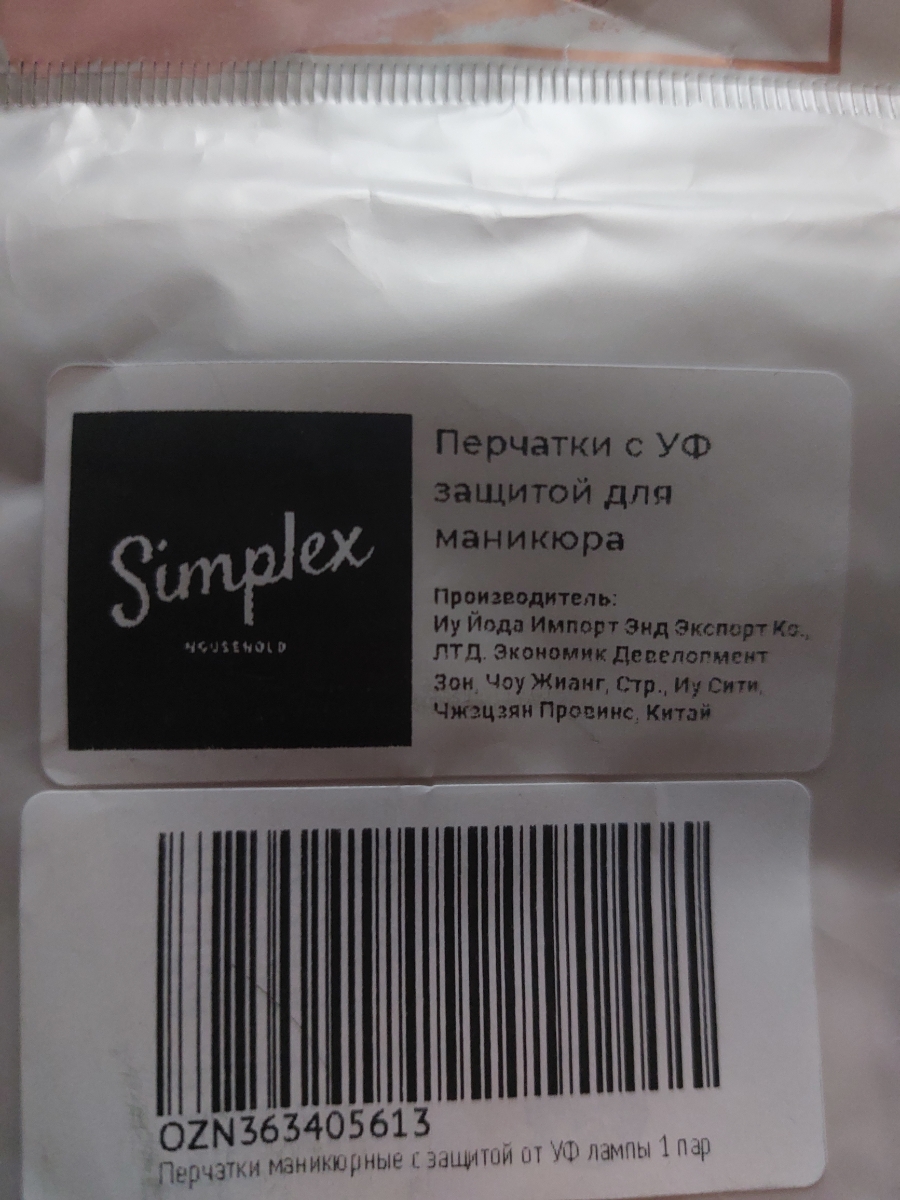 Simplex
HOUSEHOLD
Перчатки с УФ
защитой для
маникюра
Производитель:
Иу Йода Импорт Энд Экспорт Ко.,
ЛТД. Экономик Девелопмент
Зон, Чоу Жианг, Стр., Иу Сити,
Чжэцзян Провинс, Китай
OZN363405613
Перчатки маникюрные с защитой от УФ лампы 1 пар